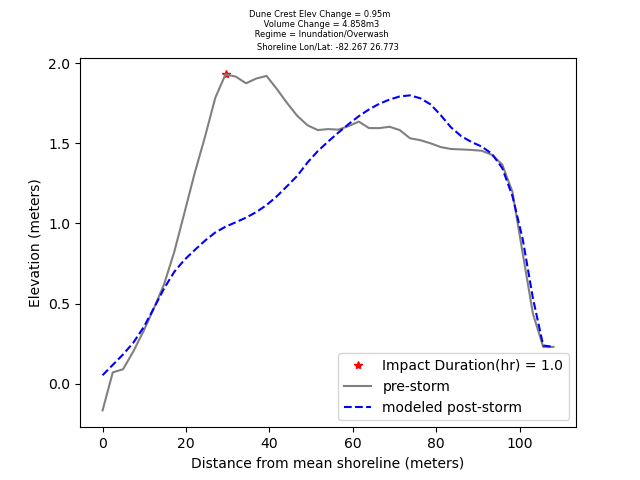 Dune Crest Elev Change = 0.95m
Volume Change = 4.858m3
Regime = Inundation/Overwash
Shoreline Lon/Lat: -82.267 26.773
2.0
1.5
1.0
0.5
0.0
Elevation (meters)
Impact Duration(hr) = 1.0
pre-storm
modeled post-storm
0 20 40 60 80 100
Distance from mean shoreline (meters)